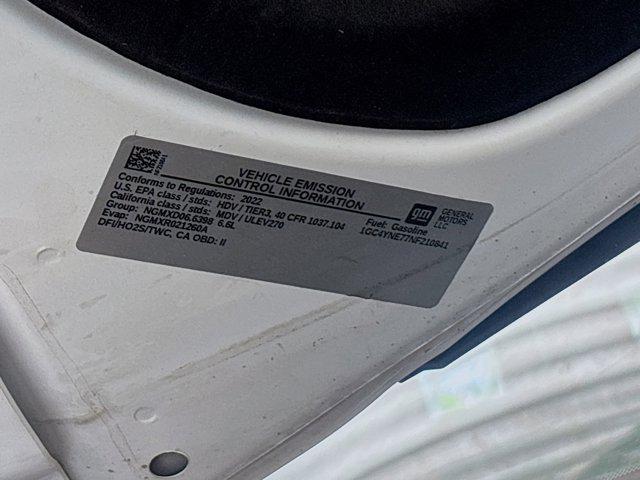 VEHICLE EMISSION
CONTROL INFORMATION
Conforms to Regulations: 2022
U.S. EPA class / stds: HDV / TIER3, 40 CFR 1037.104
California class / stds: MDV / ULEV270
Group: NGMXD06.6398 6.6L
Evap: NGMXR021260A
DFI/HO2S/TWC, CA OBD: II
Fuel: Gasoline
1GC4YNE77NF210841
gm
GENERAL
MOTORS
LLC